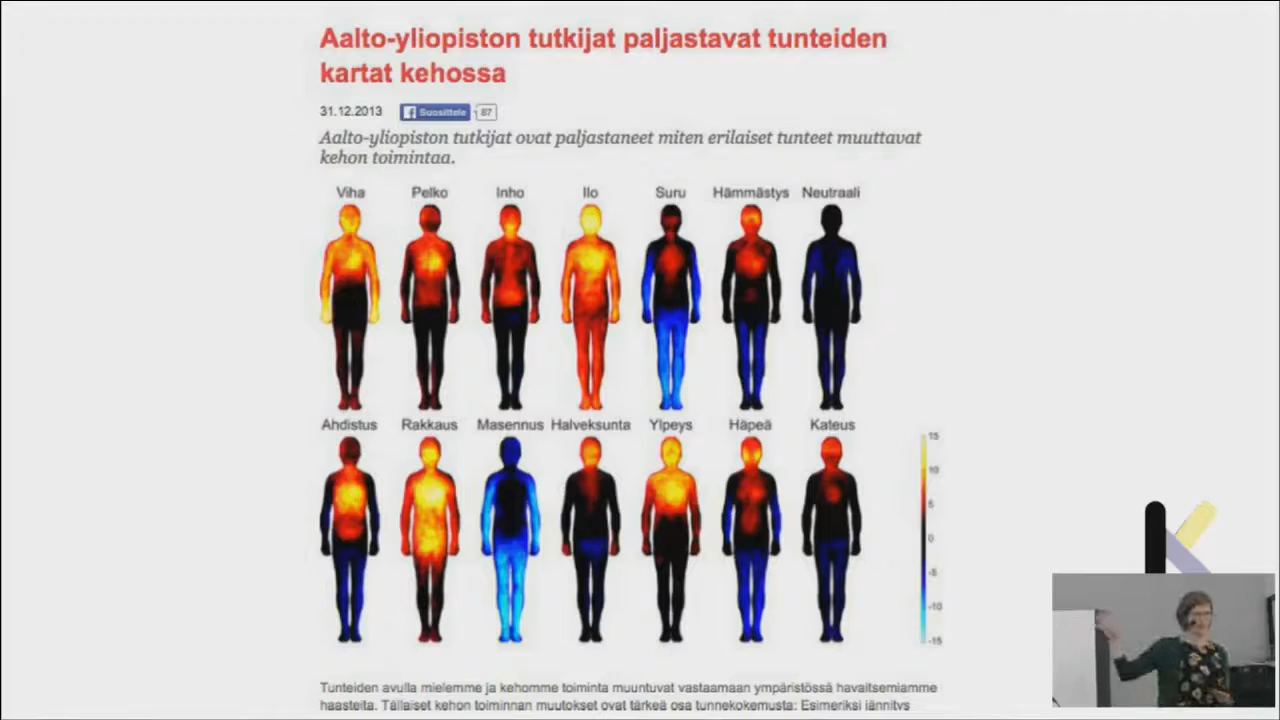 Aalto-yliopiston tutkijat paljastavat tunteiden
kartat kehossa
31.12.2013 Suosittele 87
Aalto-yliopiston tutkijat ovat paljastaneet miten erilaiset tunteet muuttavat
kehon toimintaa.
Viha Pelko Inho Ilo Suru Hämmästys Neutraali
Ahdistus Rakkaus Masennus Halveksunta Ylpeys Häpeä Kateus
15
10
5
0
-5
-10
-15
Tunteiden avulla mielemme ja kehomme toiminta muuntuvat vastaamaan ympäristössä havaitsemiamme
haasteita. Tällaiset kehon toiminnan muutokset ovat tärkeä osa tunnekokemusta: Esimeriksi jännitys